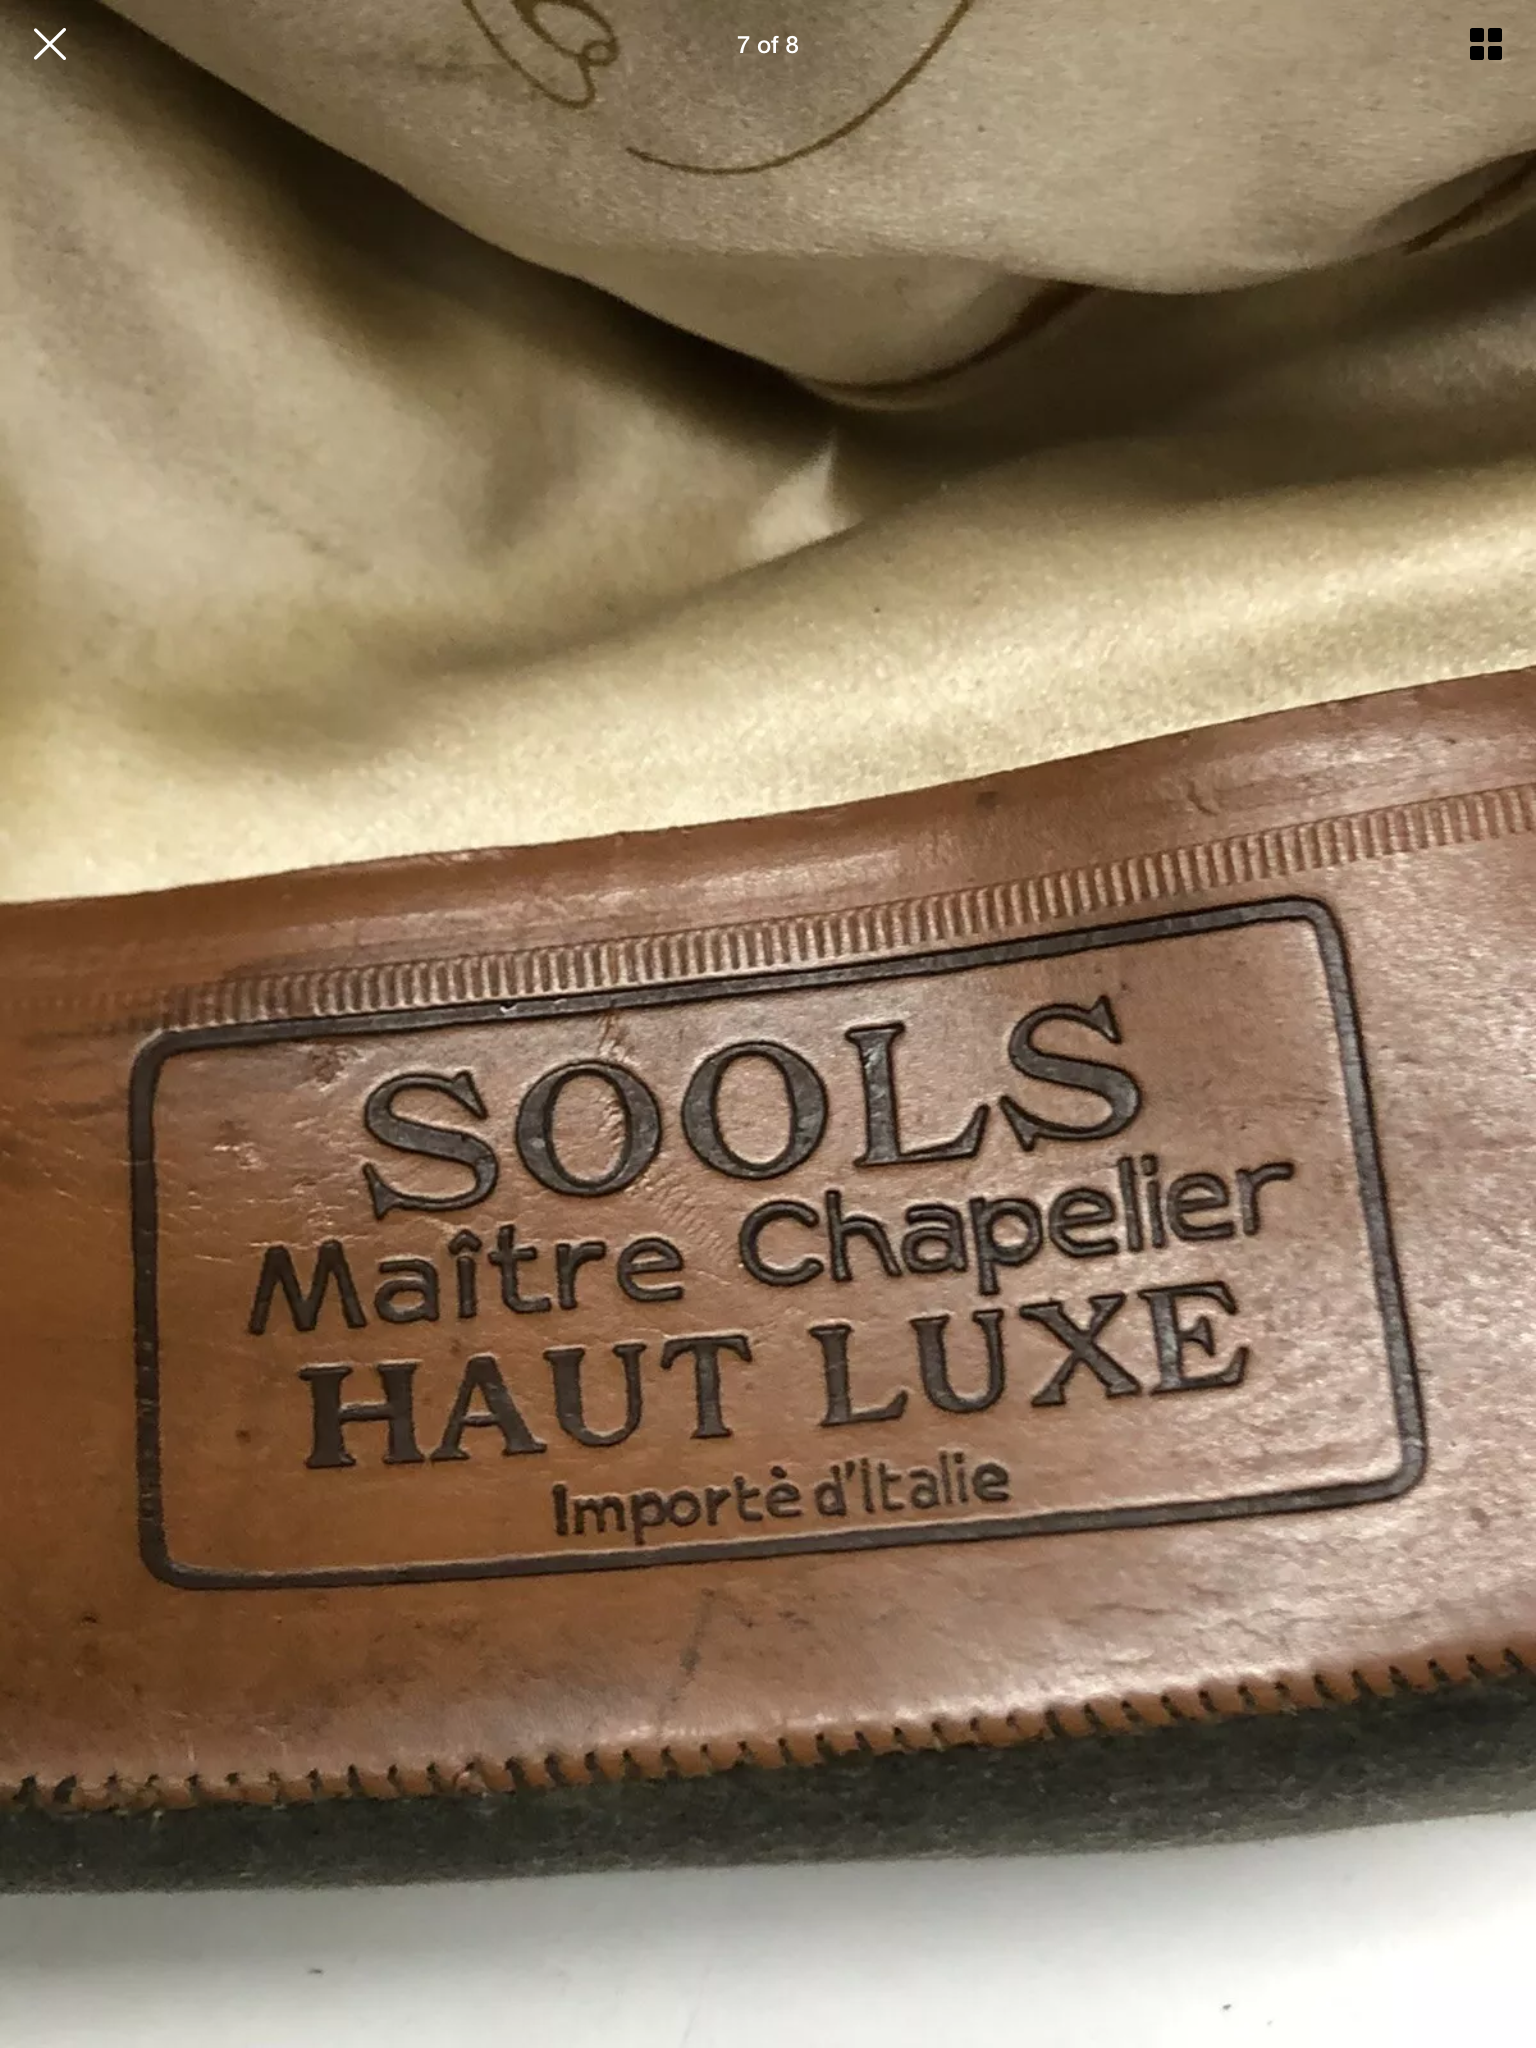 7 of 8
SOOLS
Maître Chapelier
HAUT LUXE
Importè d'Italie